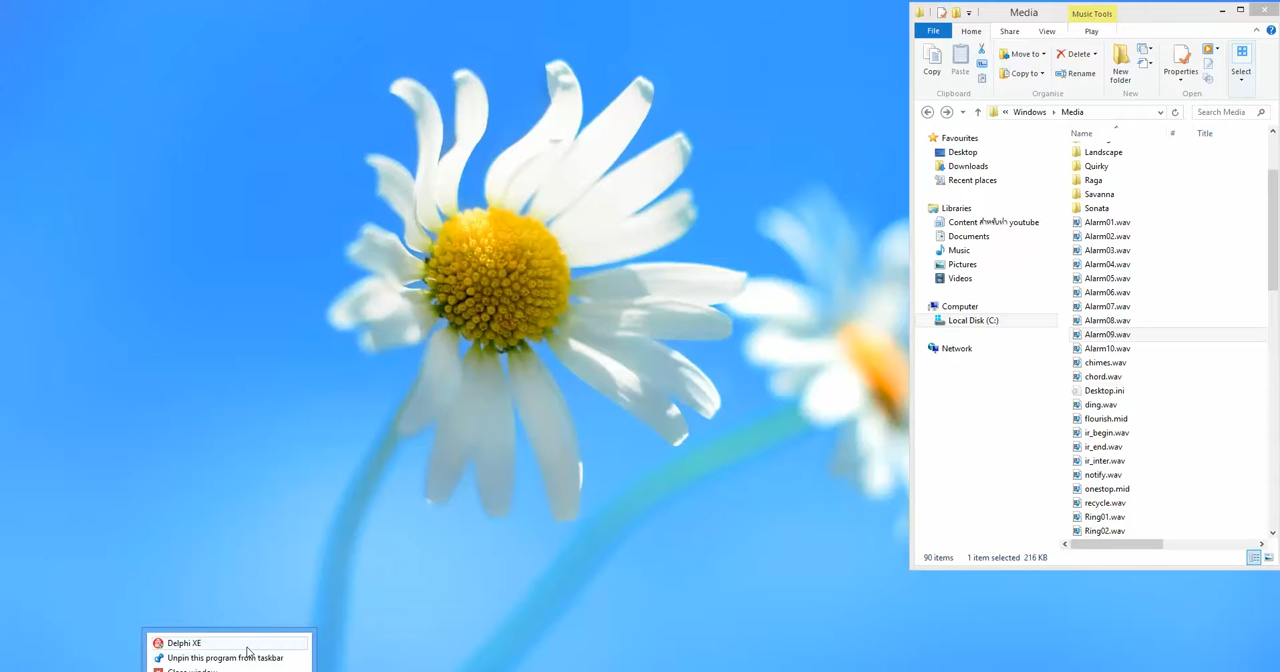 Media
Music Tools
File
Home
Share
View
Play
Copy
Paste
Move to
Copy to
Delete
Rename
New folder
Properties
Select
Clipboard
Organise
New
Open
« Windows Media
Search Media
Name
#
Title
Favourites
Desktop
Downloads
Recent places
Libraries
Content สำหรับทำ youtube
Documents
Music
Pictures
Videos
Computer
Local Disk (C:)
Network
Landscape
Quirky
Raga
Savanna
Sonata
Alarm01.wav
Alarm02.wav
Alarm03.wav
Alarm04.wav
Alarm05.wav
Alarm06.wav
Alarm07.wav
Alarm08.wav
Alarm09.wav
Alarm10.wav
chimes.wav
chord.wav
Desktop.ini
ding.wav
flourish.mid
ir_begin.wav
ir_end.wav
ir_inter.wav
notify.wav
onestop.mid
recycle.wav
Ring01.wav
Ring02.wav
90 items 1 item selected 216 KB
Delphi XE
Unpin this program from taskbar
Close window